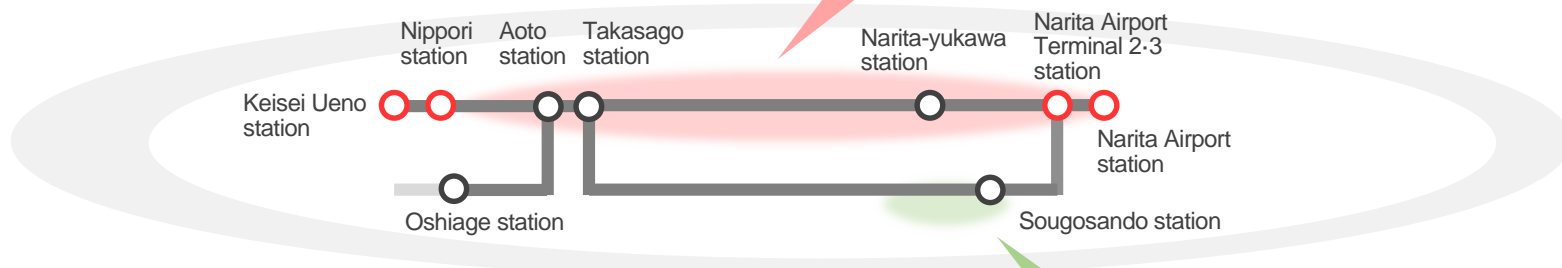 Nippori
station
Aoto
station
Takasago
station
Narita-yukawa
station
Narita Airport
Terminal 2·3
station
Keisei Ueno
station
Narita Airport
station
Oshiage station
Sougosando station